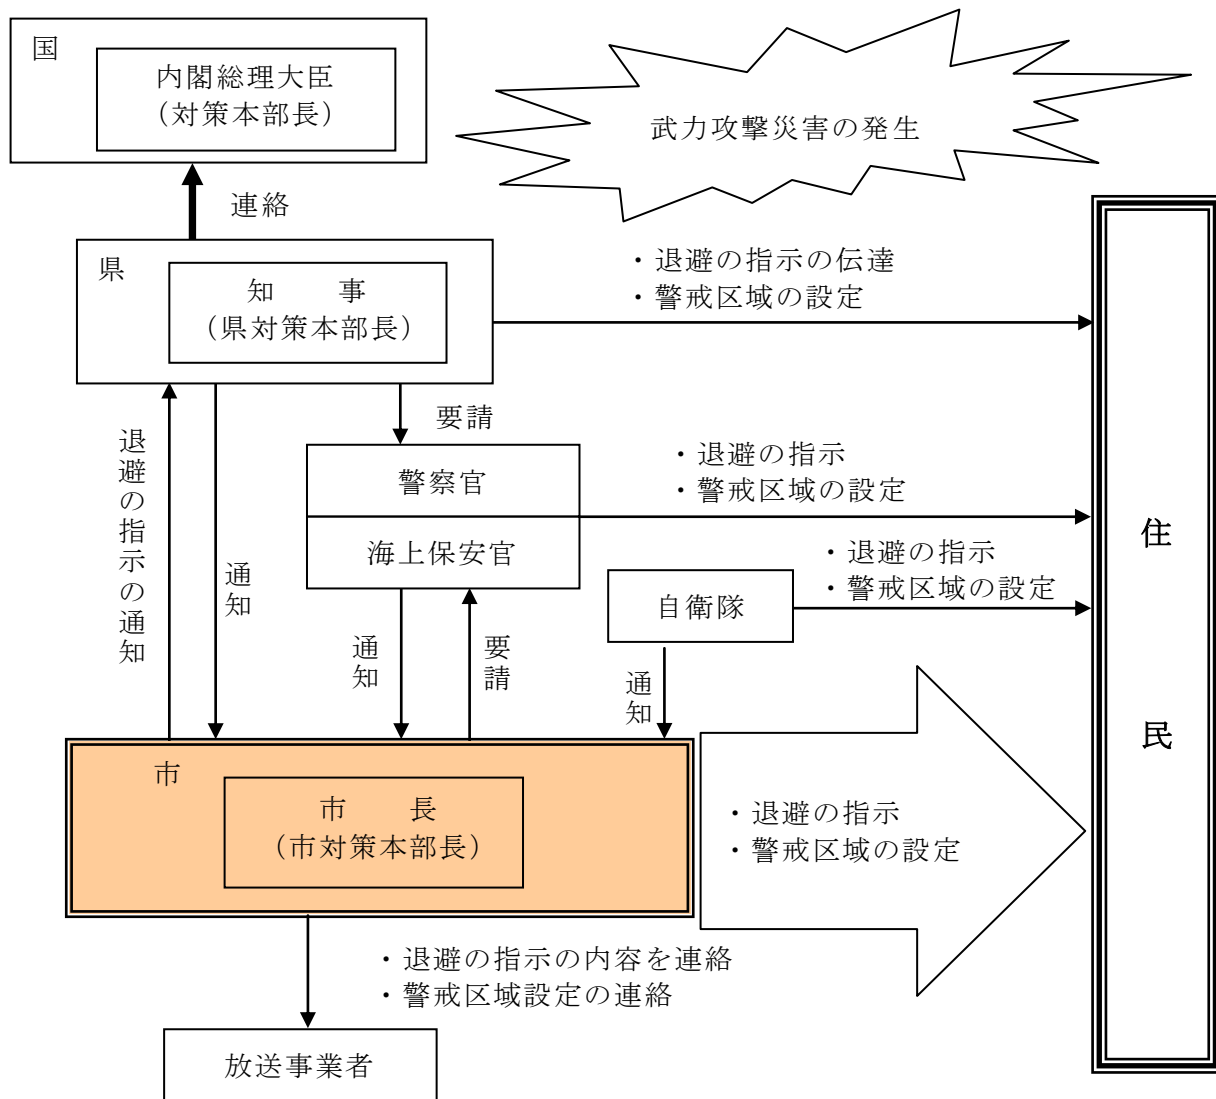 国
内閣総理大臣
（対策本部長）
武力攻撃災害の発生
連絡
県
知　　事
（県対策本部長）
・退避の指示の伝達
・警戒区域の設定
退避の指示の通知
通知
要請
警察官
海上保安官
・退避の指示
・警戒区域の設定
自衛隊
・退避の指示
・警戒区域の設定
通知
要請
通知
住民
市
市　　長
（市対策本部長）
・退避の指示
・警戒区域の設定
・退避の指示の内容を連絡
・警戒区域設定の連絡
放送事業者